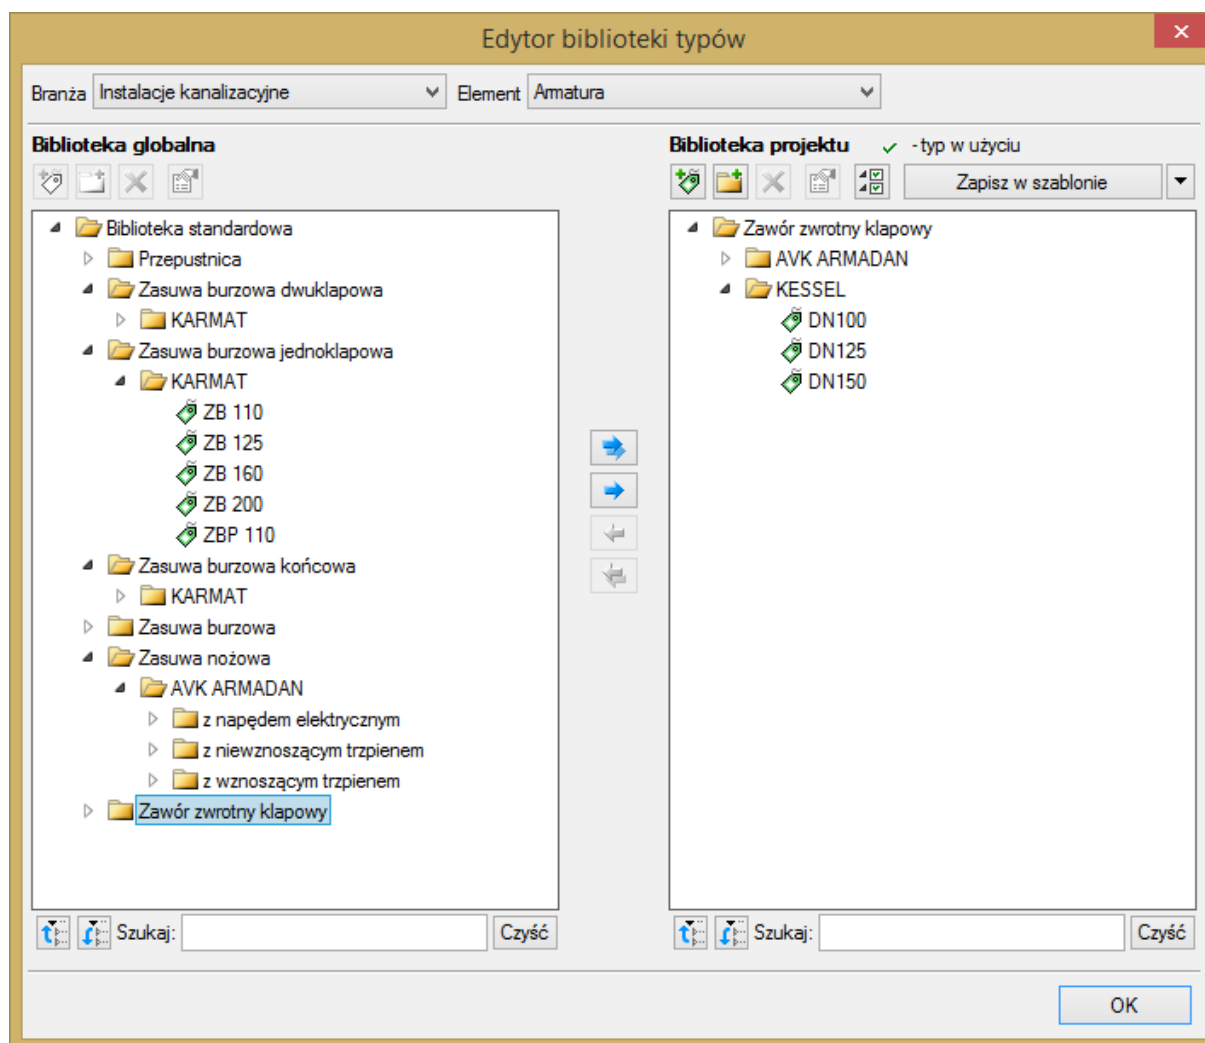 Edytor biblioteki typów
Branża Instalacje kanalizacyjne Element Armatura
Biblioteka globalna
Biblioteka standardowa
Przepustnica
Zasuwa burzowa dwuklapowa
KARMAT
Zasuwa burzowa jednoklapowa
KARMAT
ZB 110
ZB 125
ZB 160
ZB 200
ZBP 110
Zasuwa burzowa końcowa
KARMAT
Zasuwa burzowa
Zasuwa nożowa
AVK ARMADAN
z napędem elektrycznym
z niewznoszącym trzpienem
z wznoszącym trzpienem
Zawór zwrotny klapowy
Szukaj: Czyść
Biblioteka projektu - typ w użyciu
Zapisz w szablonie
Zawór zwrotny klapowy
AVK ARMADAN
KESSEL
DN100
DN125
DN150
Szukaj: Czyść
OK